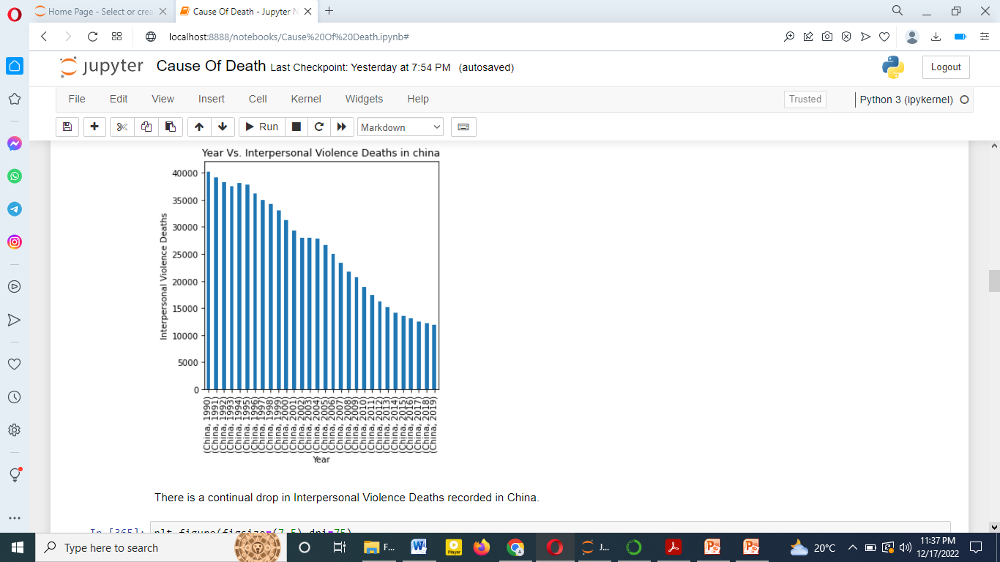 Home Page - Select or crea
Cause Of Death - Jupyter N
localhost:8888/notebooks/Cause%20Of%20Death.ipynb#
jupyter Cause Of Death Last Checkpoint: Yesterday at 7:54 PM (autosaved)
Logout
File Edit View Insert Cell Kernel Widgets Help
Trusted
Python 3 (ipykernel)
Run
Markdown
Year Vs. Interpersonal Violence Deaths in china
Interpersonal Violence Deaths
40000
35000
30000
25000
20000
15000
10000
5000
0
(China, 1990)
(China, 1991)
(China, 1992)
(China, 1993)
(China, 1994)
(China, 1995)
(China, 1996)
(China, 1997)
(China, 1998)
(China, 1999)
(China, 2000)
(China, 2001)
(China, 2002)
(China, 2003)
(China, 2004)
(China, 2005)
(China, 2006)
(China, 2007)
(China, 2008)
(China, 2009)
(China, 2010)
(China, 2011)
(China, 2012)
(China, 2013)
(China, 2014)
(China, 2015)
(China, 2016)
(China, 2017)
(China, 2018)
(China, 2019)
Year
There is a continual drop in Interpersonal Violence Deaths recorded in China.
In [365]: plt.figure(figsize=(7,5),dpi=75)
Type here to search
F...
Player
J...
20°C
11:37 PM
12/17/2022